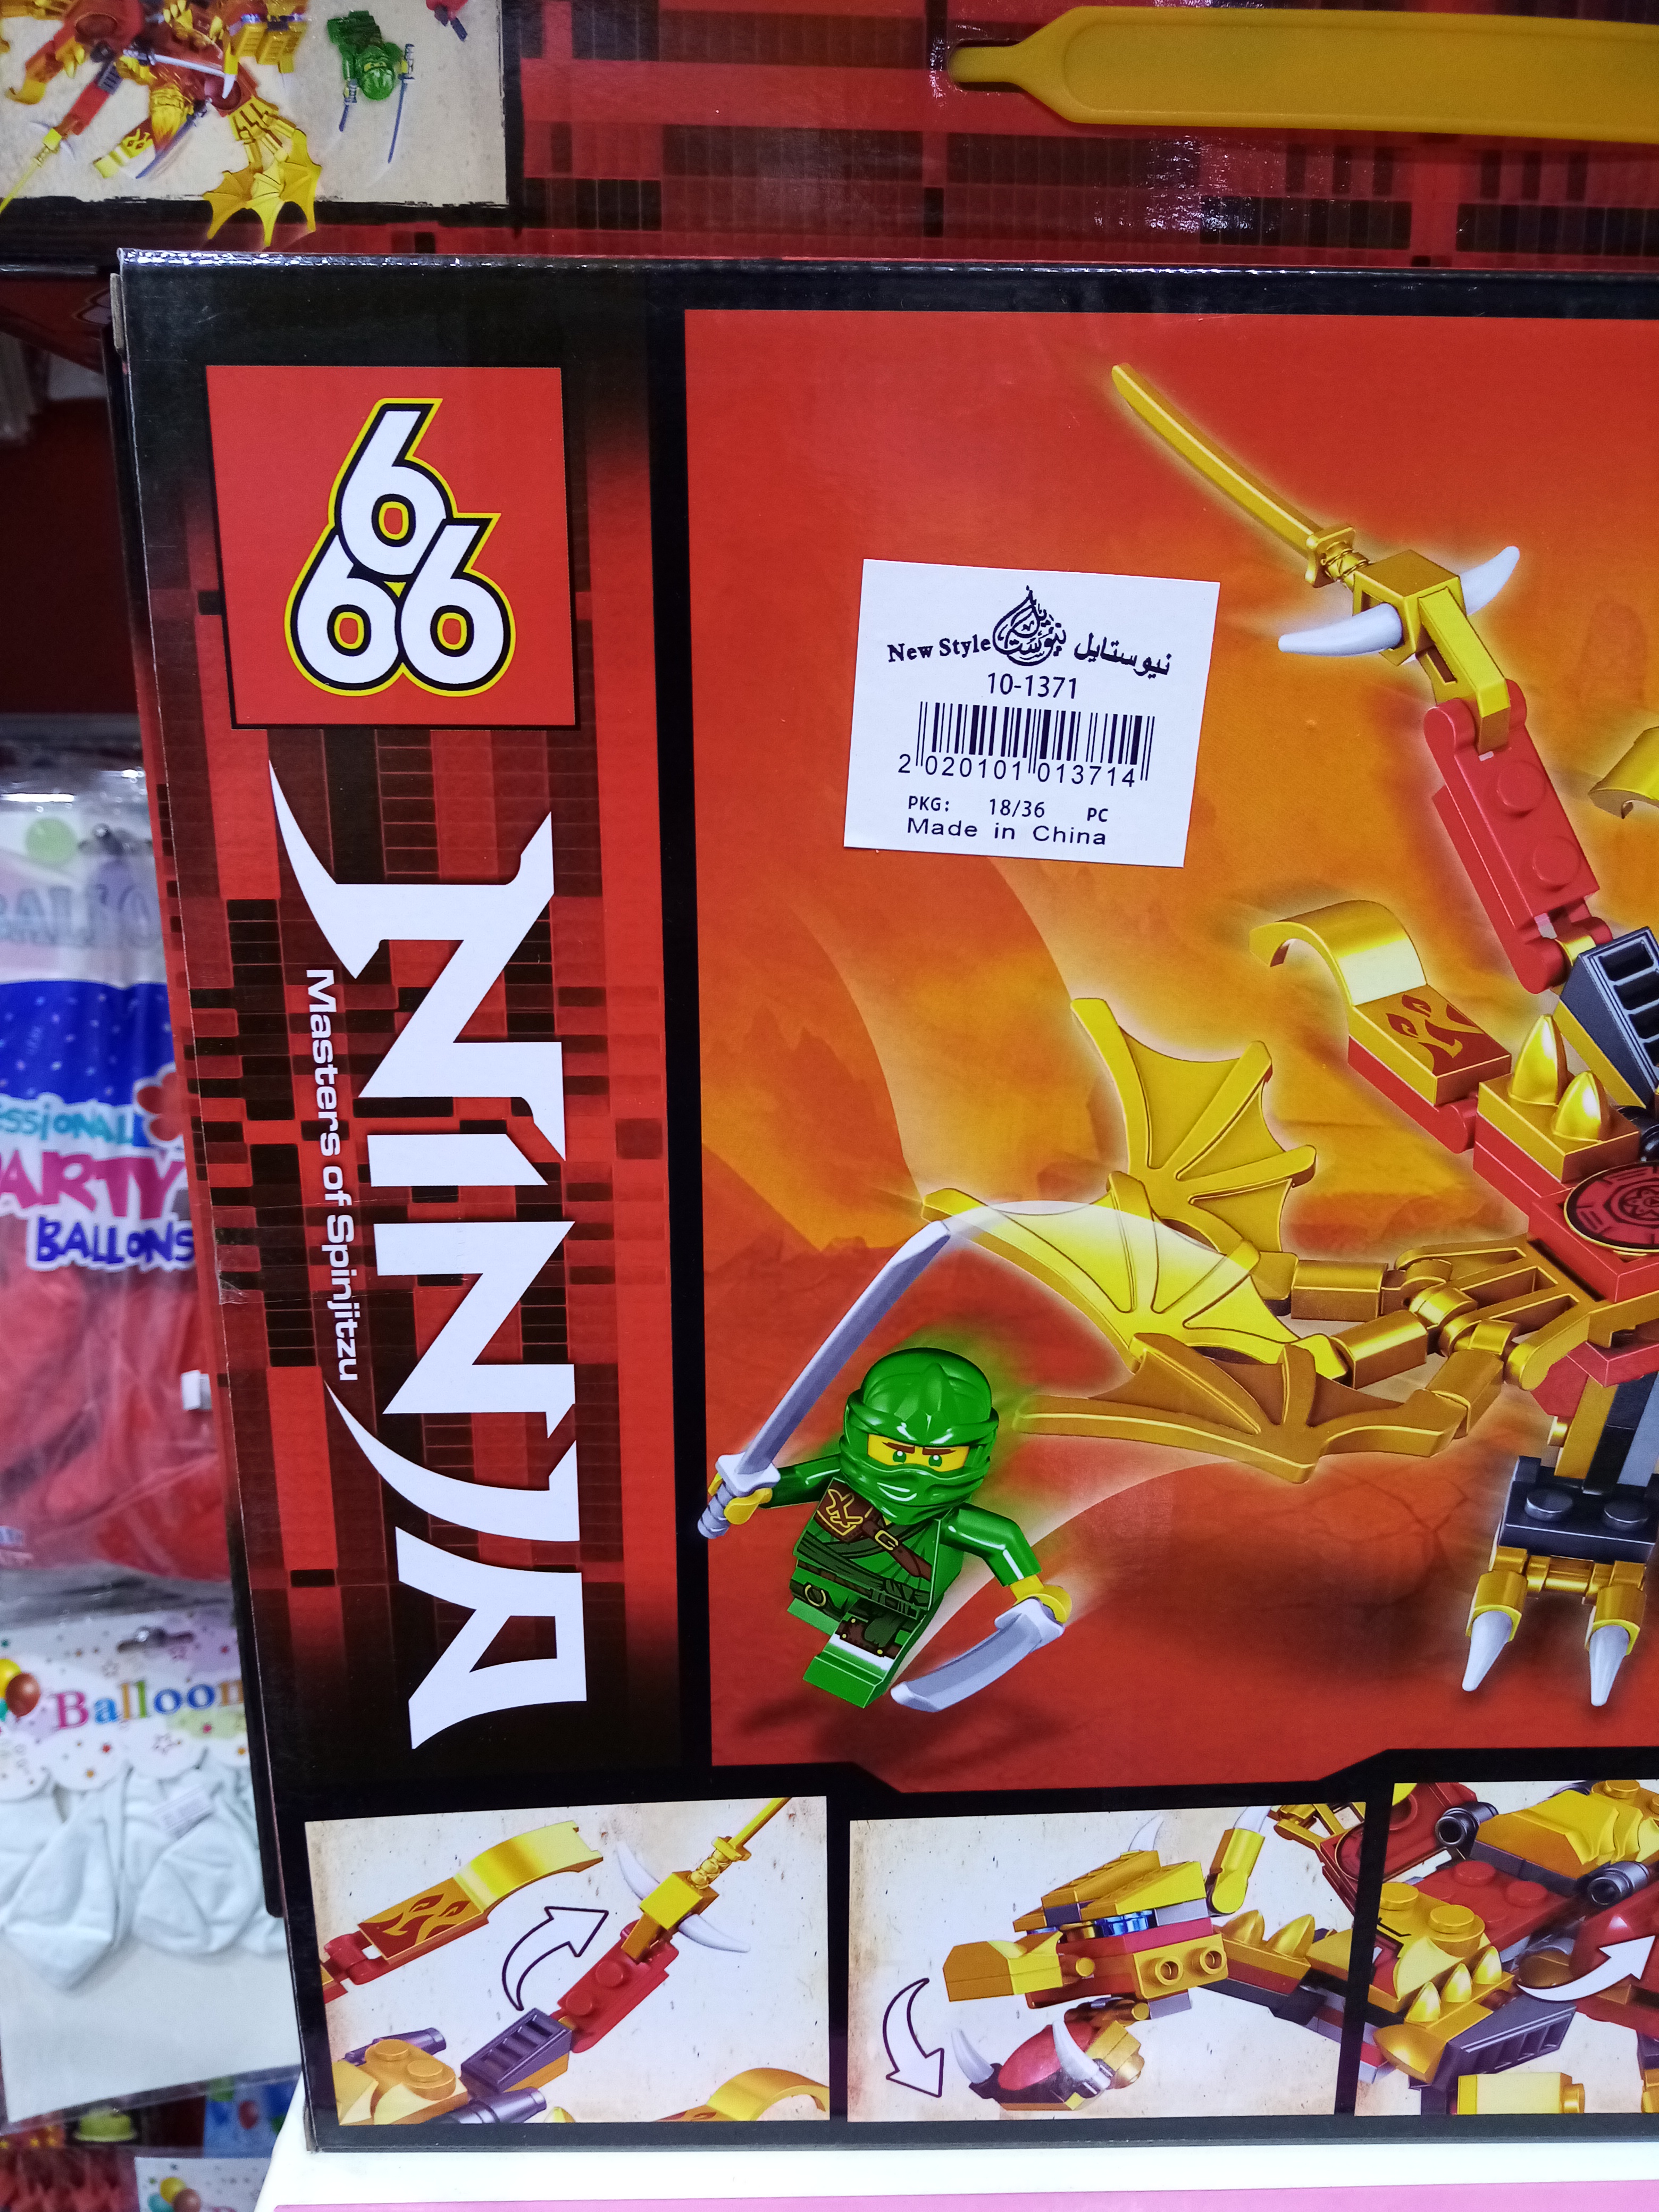 666
NINJA
Masters of Spinjitzu
New Style نيوستايل
10-1371
2 020101 013714
PKG: 18/36 PC
Made in China
PARTY
BALLONS
Balloon